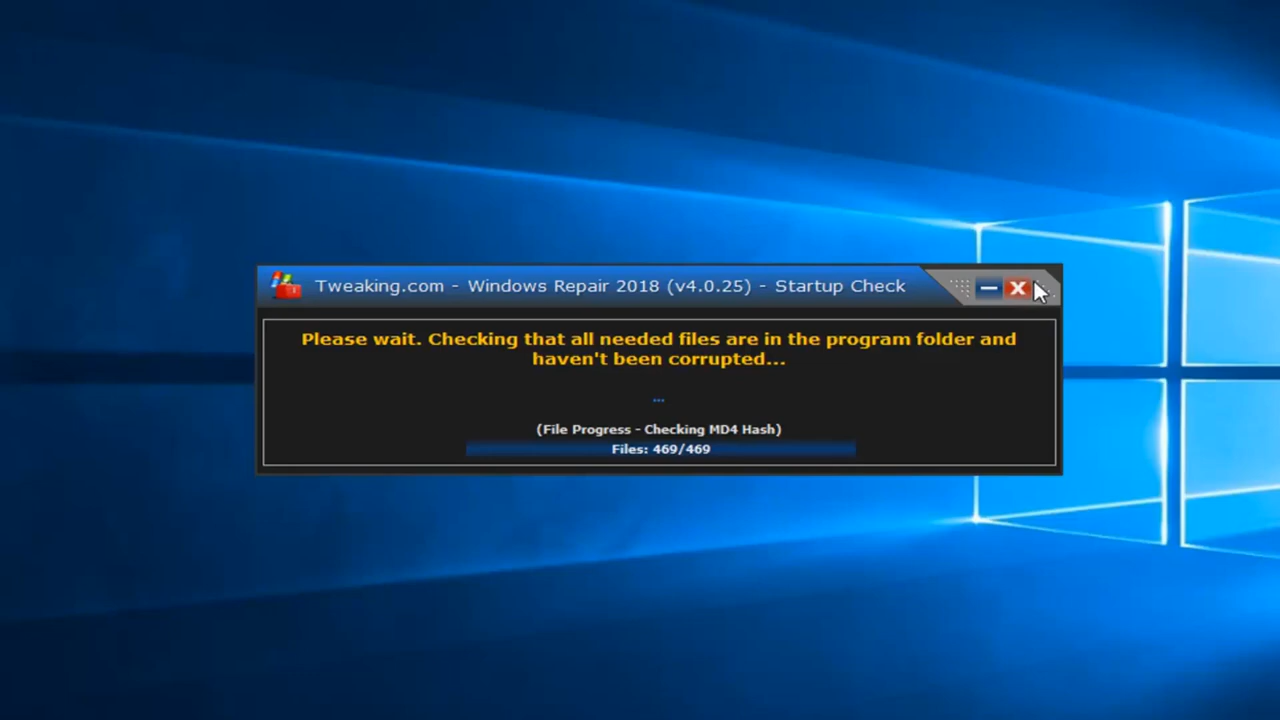 Tweaking.com - Windows Repair 2018 (v4.0.25) - Startup Check
Please wait. Checking that all needed files are in the program folder and
haven't been corrupted...
...
(File Progress - Checking MD4 Hash)
Files: 469/469